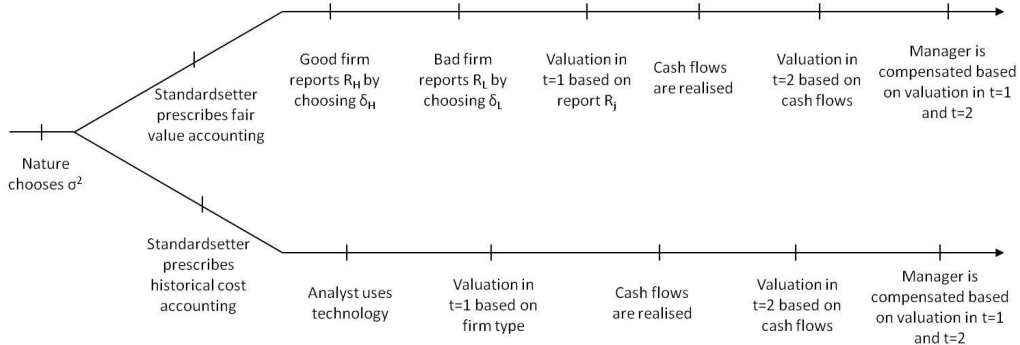 Nature
chooses σ²
Standardsetter
prescribes fair
value accounting
Good firm
reports R_H by
choosing δ_H
Bad firm
reports R_L by
choosing δ_L
Valuation in
t=1 based on
report R_j
Cash flows
are realised
Valuation in
t=2 based on
cash flows
Manager is
compensated based
on valuation in t=1
and t=2
Standardsetter
prescribes
historical cost
accounting
Analyst uses
technology
Valuation in
t=1 based on
firm type
Cash flows
are realised
Valuation in
t=2 based on
cash flows
Manager is
compensated based
on valuation in t=1
and t=2